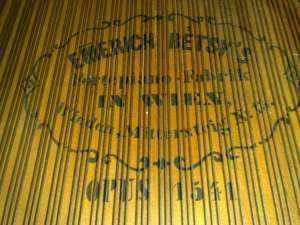 EMERICH BETSY'S
Fortepiano-Fabrik
IN WIEN,
Wieden, Mittersteig
OPUS 1541